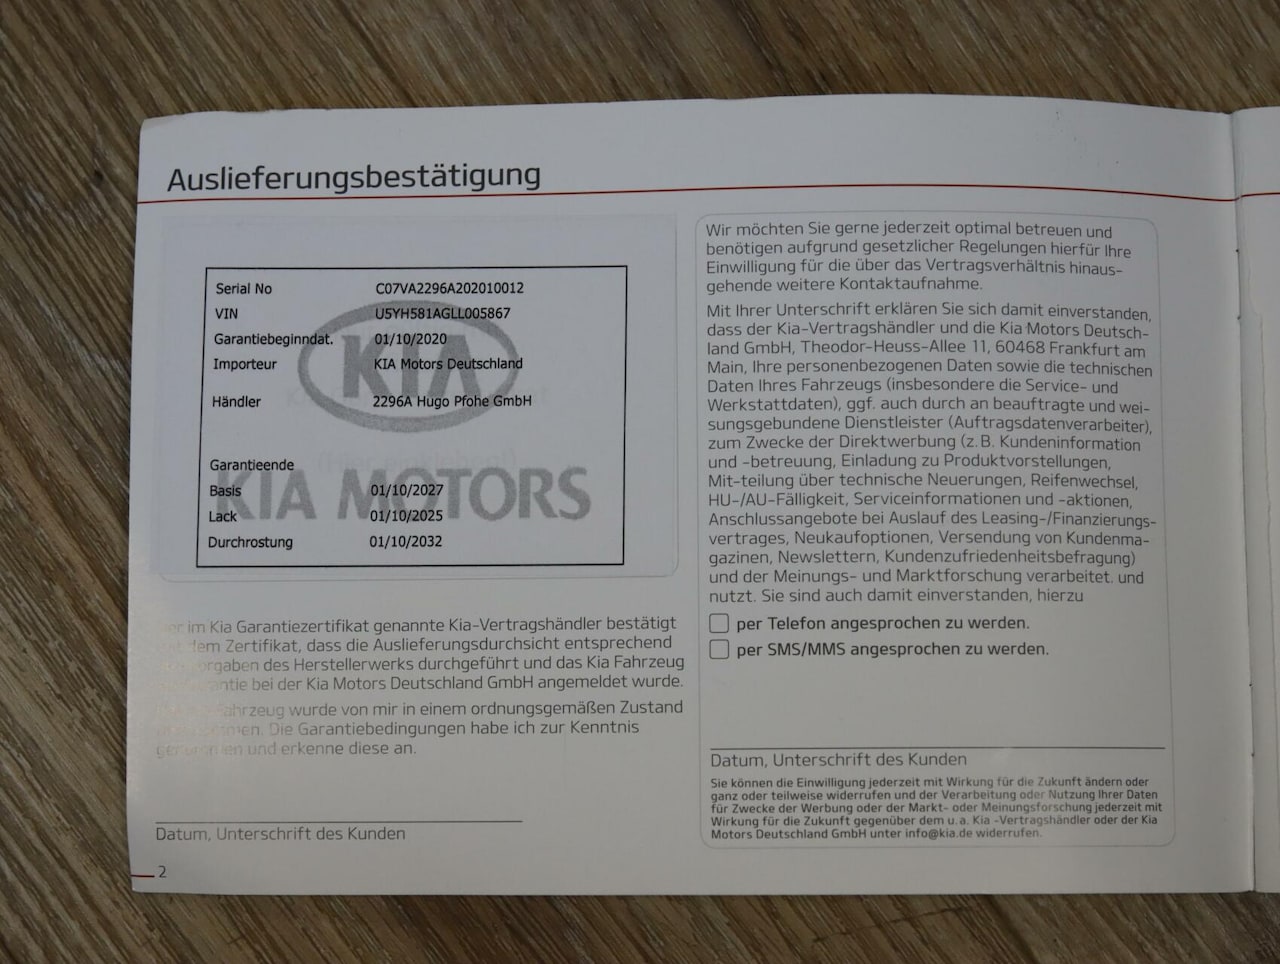 Auslieferungsbestätigung
Serial No C07VA2296A202010012
VIN U5YH581AGLL005867
Garantiebeginndat. 01/10/2020
Importeur KIA Motors Deutschland
Händler 2296A Hugo Pfohe GmbH
Garantieende
Basis 01/10/2027
Lack 01/10/2025
Durchrostung 01/10/2032
KIA
KIA MOTORS
im Kia Garantiezertifikat genannte Kia-Vertragshändler bestätigt
dem Zertifikat, dass die Auslieferungsdurchsicht entsprechend
des Herstellerwerks durchgeführt und das Kia Fahrzeug
bei der Kia Motors Deutschland GmbH angemeldet wurde.
wurde von mir in einem ordnungsgemäßen Zustand
Die Garantiebedingungen habe ich zur Kenntnis
und erkenne diese an.
Datum, Unterschrift des Kunden
2
Wir möchten Sie gerne jederzeit optimal betreuen und
benötigen aufgrund gesetzlicher Regelungen hierfür Ihre
Einwilligung für die über das Vertragsverhältnis hinaus-
gehende weitere Kontaktaufnahme.
Mit Ihrer Unterschrift erklären Sie sich damit einverstanden,
dass der Kia-Vertragshändler und die Kia Motors Deutsch-
land GmbH, Theodor-Heuss-Allee 11, 60468 Frankfurt am
Main, Ihre personenbezogenen Daten sowie die technischen
Daten Ihres Fahrzeugs (insbesondere die Service- und
Werkstattdaten), ggf. auch durch an beauftragte und wei-
sungsgebundene Dienstleister (Auftragsdatenverarbeiter),
zum Zwecke der Direktwerbung (z.B. Kundeninformation
und -betreuung, Einladung zu Produktvorstellungen,
Mit-teilung über technische Neuerungen, Reifenwechsel,
HU-/AU-Fälligkeit, Serviceinformationen und -aktionen,
Anschlussangebote bei Auslauf des Leasing-/Finanzierungs-
vertrages, Neukaufoptionen, Versendung von Kundenma-
gazinen, Newslettern, Kundenzufriedenheitsbefragung)
und der Meinungs- und Marktforschung verarbeitet. und
nutzt. Sie sind auch damit einverstanden, hierzu
per Telefon angesprochen zu werden.
per SMS/MMS angesprochen zu werden.
Datum, Unterschrift des Kunden
Sie können die Einwilligung jederzeit mit Wirkung für die Zukunft ändern oder
ganz oder teilweise widerrufen und der Verarbeitung oder Nutzung Ihrer Daten
für Zwecke der Werbung oder der Markt- oder Meinungsforschung jederzeit mit
Wirkung für die Zukunft gegenüber dem u.a. Kia -Vertragshändler oder der Kia
Motors Deutschland GmbH unter info@kia.de widerrufen.